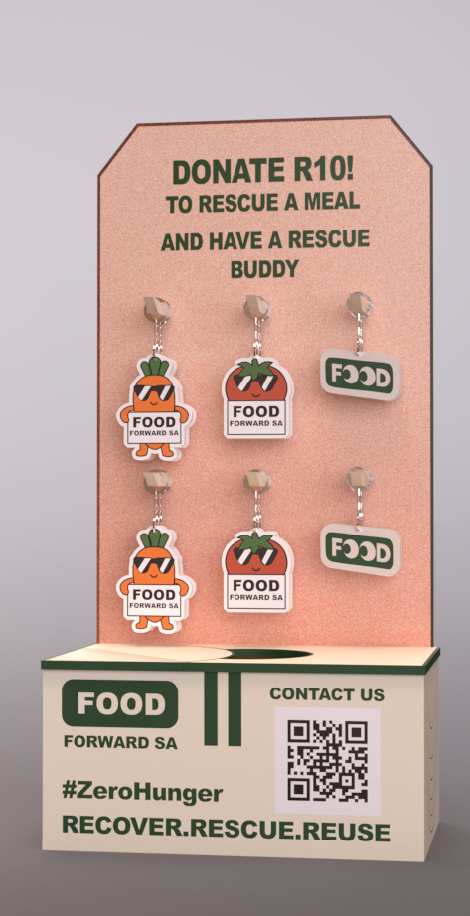 DONATE R10!
TO RESCUE A MEAL
AND HAVE A RESCUE
BUDDY
FOOD
FOOD
FORWARD SA
FOOD
FORWARD SA
FOOD
FOOD
FORWARD SA
FOOD
FORWARD SA
FOOD
FORWARD SA
CONTACT US
#ZeroHunger
RECOVER.RESCUE.REUSE